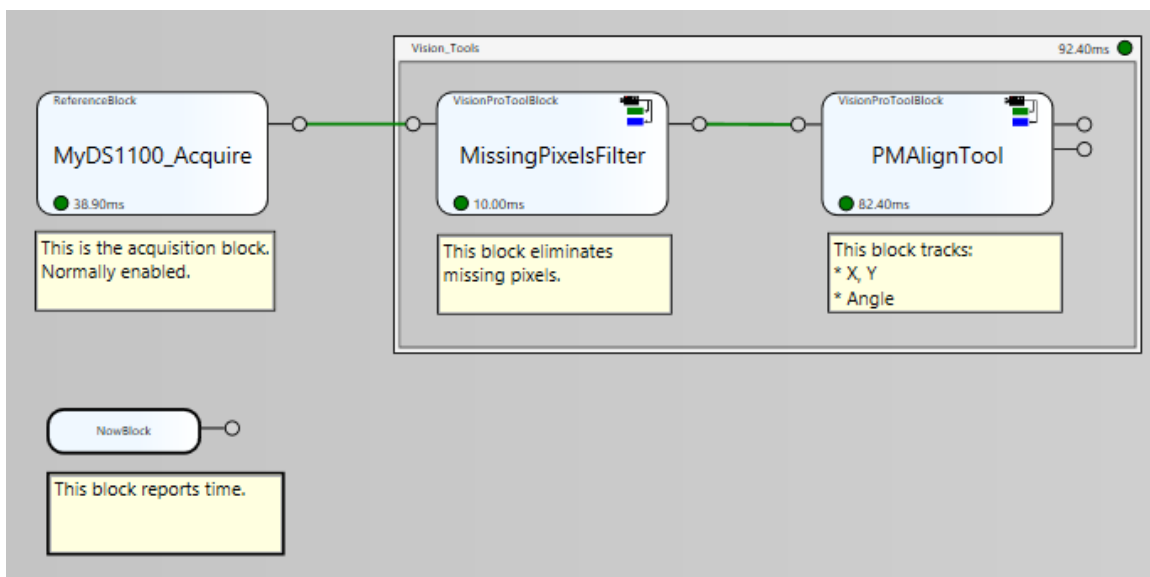 Vision_Tools
92.40ms
ReferenceBlock
MyDS1100_Acquire
38.90ms
VisionProToolBlock
MissingPixelsFilter
10.00ms
VisionProToolBlock
PMAlignTool
82.40ms
This is the acquisition block.
Normally enabled.
This block eliminates
missing pixels.
This block tracks:
* X, Y
* Angle
NowBlock
This block reports time.